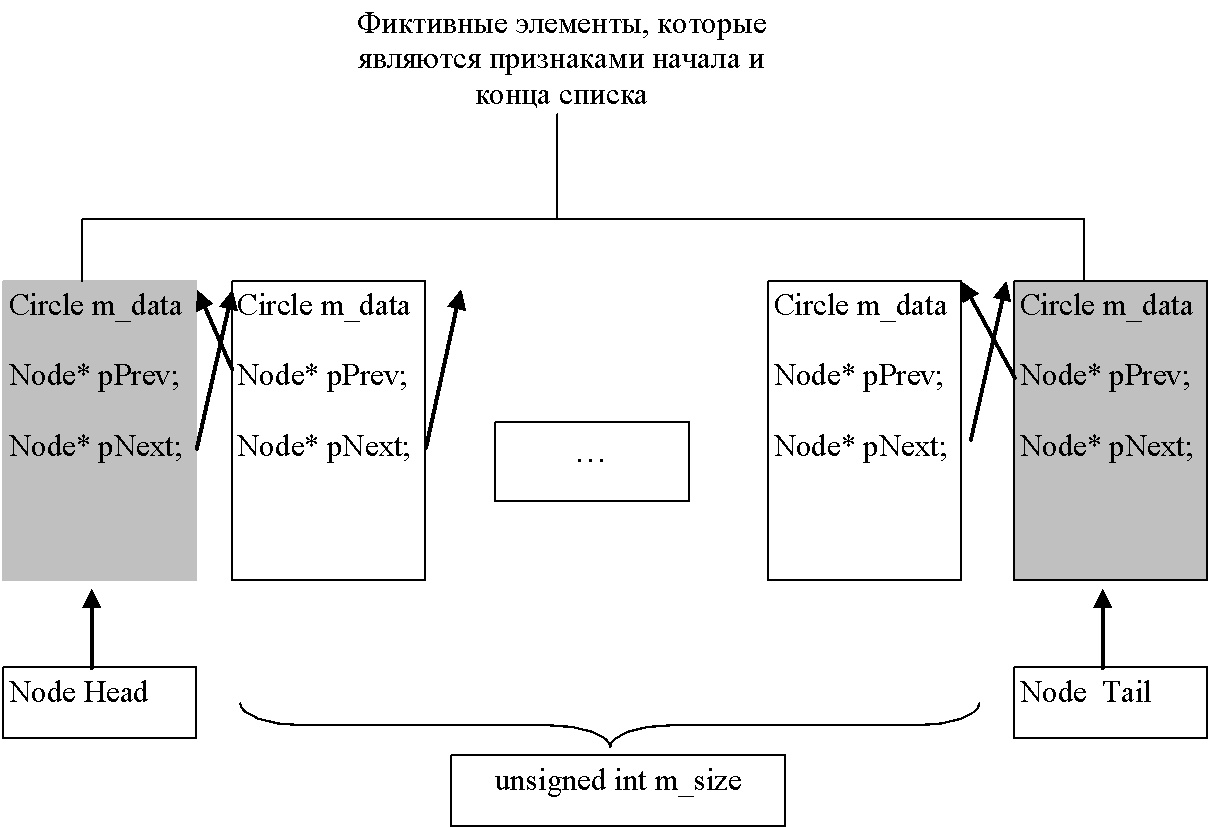 Фиктивные элементы, которые
являются признаками начала и
конца списка
Circle m_data
Node* pPrev;
Node* pNext;
Circle m_data
Node* pPrev;
Node* pNext;
...
Circle m_data
Node* pPrev;
Node* pNext;
Circle m_data
Node* pPrev;
Node* pNext;
Node Head
Node Tail
unsigned int m_size